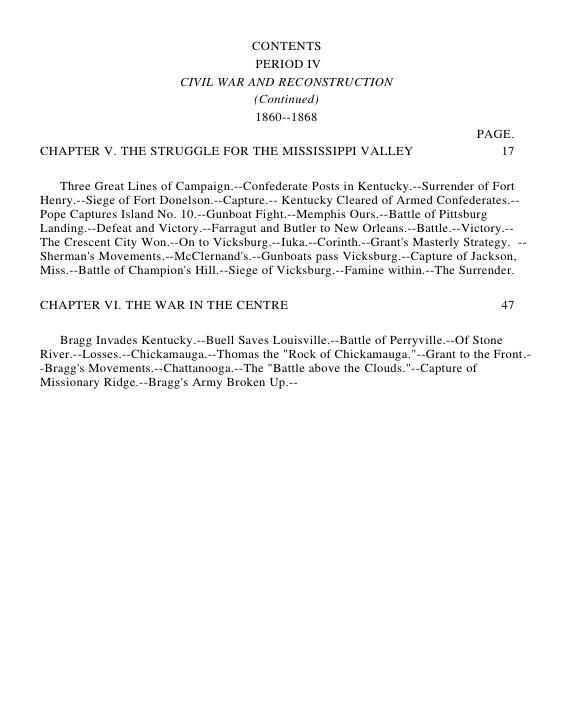 CONTENTS
PERIOD IV
CIVIL WAR AND RECONSTRUCTION
(Continued)
1860--1868
PAGE.
CHAPTER V. THE STRUGGLE FOR THE MISSISSIPPI VALLEY 17
Three Great Lines of Campaign.--Confederate Posts in Kentucky.--Surrender of Fort
Henry.--Siege of Fort Donelson.--Capture.-- Kentucky Cleared of Armed Confederates.--
Pope Captures Island No. 10.--Gunboat Fight.--Memphis Ours.--Battle of Pittsburg
Landing.--Defeat and Victory.--Farragut and Butler to New Orleans.--Battle.--Victory.--
The Crescent City Won.--On to Vicksburg.--Iuka.--Corinth.--Grant's Masterly Strategy. --
Sherman's Movements.--McClernand's.--Gunboats pass Vicksburg.--Capture of Jackson,
Miss.--Battle of Champion's Hill.--Siege of Vicksburg.--Famine within.--The Surrender.
CHAPTER VI. THE WAR IN THE CENTRE 47
Bragg Invades Kentucky.--Buell Saves Louisville.--Battle of Perryville.--Of Stone
River.--Losses.--Chickamauga.--Thomas the "Rock of Chickamauga."--Grant to the Front.-
-Bragg's Movements.--Chattanooga.--The "Battle above the Clouds."--Capture of
Missionary Ridge.--Bragg's Army Broken Up.--